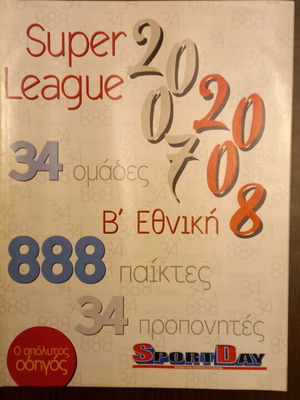 Super
League
2007
2008
34 ομάδες
Β' Εθνική
888 παίκτες
34 προπονητές
Ο απόλυτος
οδηγός
SPORTDAY